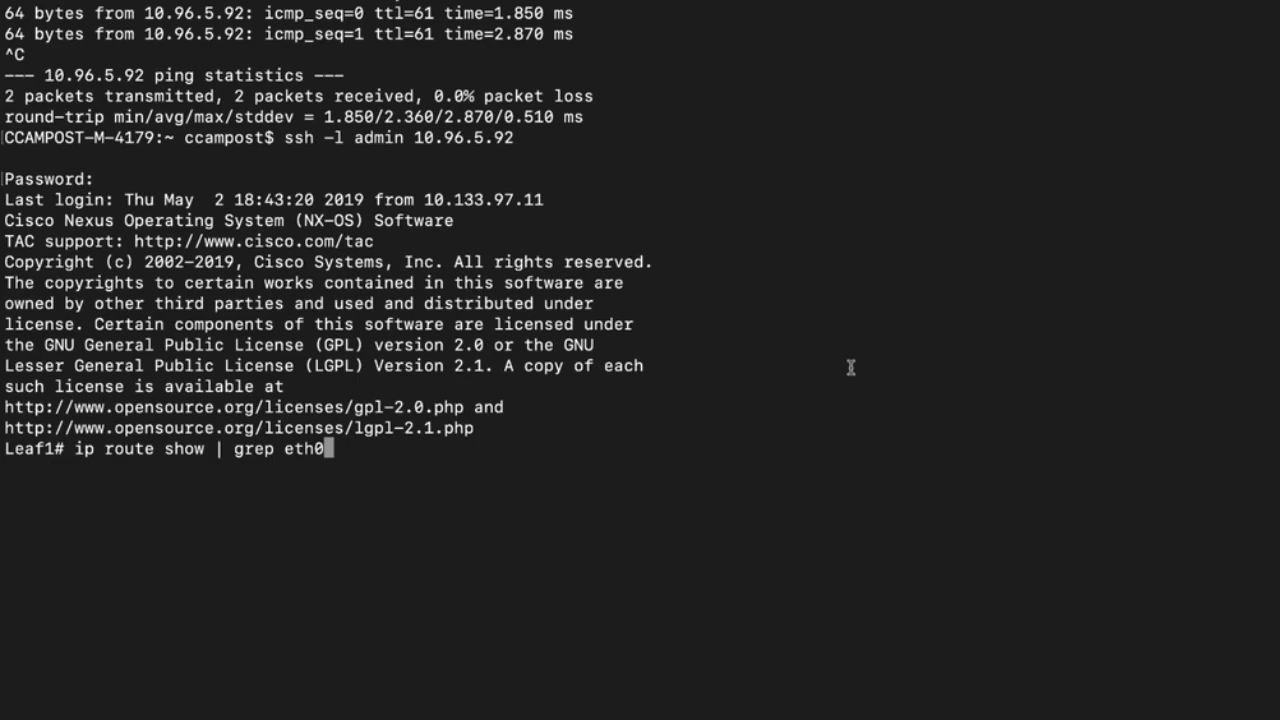 64 bytes from 10.96.5.92: icmp_seq=0 ttl=61 time=1.850 ms
64 bytes from 10.96.5.92: icmp_seq=1 ttl=61 time=2.870 ms
^C
--- 10.96.5.92 ping statistics ---
2 packets transmitted, 2 packets received, 0.0% packet loss
round-trip min/avg/max/stddev = 1.850/2.360/2.870/0.510 ms
CCAMPOST-M-4179:~ ccampost$ ssh -l admin 10.96.5.92
Password:
Last login: Thu May  2 18:43:20 2019 from 10.133.97.11
Cisco Nexus Operating System (NX-OS) Software
TAC support: http://www.cisco.com/tac
Copyright (c) 2002-2019, Cisco Systems, Inc. All rights reserved.
The copyrights to certain works contained in this software are
owned by other third parties and used and distributed under
license. Certain components of this software are licensed under
the GNU General Public License (GPL) version 2.0 or the GNU
Lesser General Public License (LGPL) Version 2.1. A copy of each
such license is available at
http://www.opensource.org/licenses/gpl-2.0.php and
http://www.opensource.org/licenses/lgpl-2.1.php
Leaf1# ip route show | grep eth0